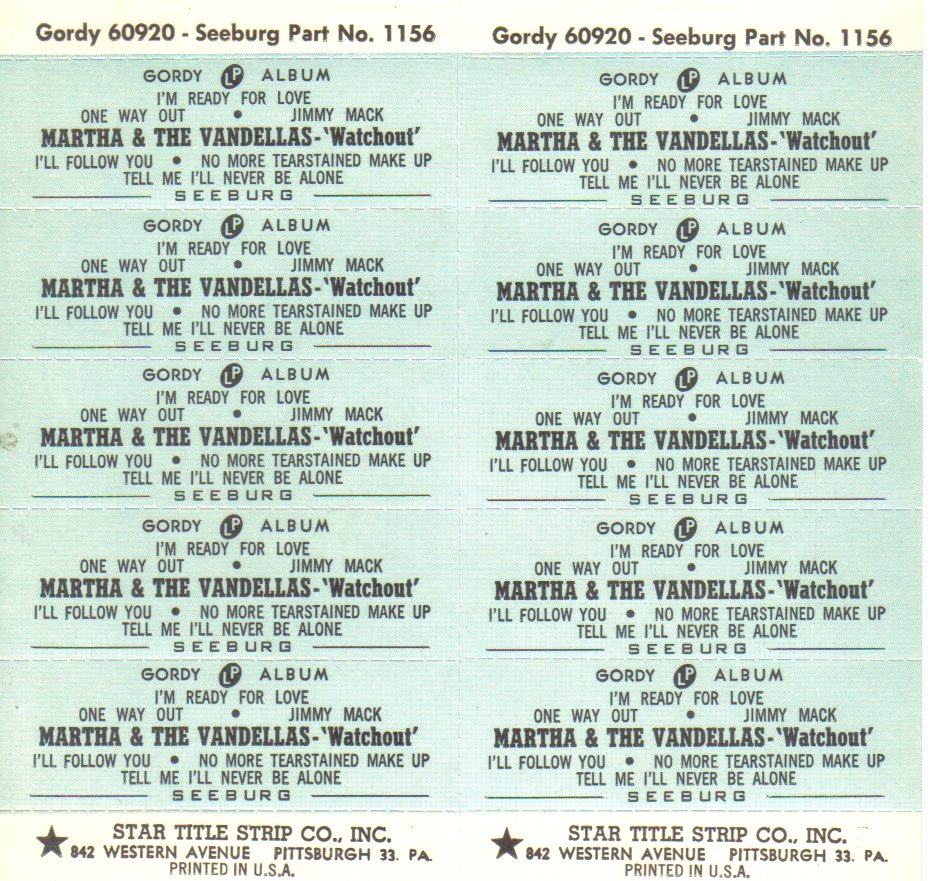 Gordy 60920 - Seeburg Part No. 1156
GORDY LP ALBUM
I'M READY FOR LOVE
ONE WAY OUT • JIMMY MACK
MARTHA & THE VANDELLAS-'Watchout'
I'LL FOLLOW YOU • NO MORE TEARSTAINED MAKE UP
TELL ME I'LL NEVER BE ALONE
SEEBURG
GORDY LP ALBUM
I'M READY FOR LOVE
ONE WAY OUT • JIMMY MACK
MARTHA & THE VANDELLAS-'Watchout'
I'LL FOLLOW YOU • NO MORE TEARSTAINED MAKE UP
TELL ME I'LL NEVER BE ALONE
SEEBURG
GORDY LP ALBUM
I'M READY FOR LOVE
ONE WAY OUT • JIMMY MACK
MARTHA & THE VANDELLAS-'Watchout'
I'LL FOLLOW YOU • NO MORE TEARSTAINED MAKE UP
TELL ME I'LL NEVER BE ALONE
SEEBURG
GORDY LP ALBUM
I'M READY FOR LOVE
ONE WAY OUT • JIMMY MACK
MARTHA & THE VANDELLAS-'Watchout'
I'LL FOLLOW YOU • NO MORE TEARSTAINED MAKE UP
TELL ME I'LL NEVER BE ALONE
SEEBURG
GORDY LP ALBUM
I'M READY FOR LOVE
ONE WAY OUT • JIMMY MACK
MARTHA & THE VANDELLAS-'Watchout'
I'LL FOLLOW YOU • NO MORE TEARSTAINED MAKE UP
TELL ME I'LL NEVER BE ALONE
SEEBURG
STAR TITLE STRIP CO., INC.
842 WESTERN AVENUE PITTSBURGH 33. PA.
PRINTED IN U.S.A.
Gordy 60920 - Seeburg Part No. 1156
GORDY LP ALBUM
I'M READY FOR LOVE
ONE WAY OUT • JIMMY MACK
MARTHA & THE VANDELLAS-'Watchout'
I'LL FOLLOW YOU • NO MORE TEARSTAINED MAKE UP
TELL ME I'LL NEVER BE ALONE
SEEBURG
GORDY LP ALBUM
I'M READY FOR LOVE
ONE WAY OUT • JIMMY MACK
MARTHA & THE VANDELLAS-'Watchout'
I'LL FOLLOW YOU • NO MORE TEARSTAINED MAKE UP
TELL ME I'LL NEVER BE ALONE
SEEBURG
GORDY LP ALBUM
I'M READY FOR LOVE
ONE WAY OUT • JIMMY MACK
MARTHA & THE VANDELLAS-'Watchout'
I'LL FOLLOW YOU • NO MORE TEARSTAINED MAKE UP
TELL ME I'LL NEVER BE ALONE
SEEBURG
GORDY LP ALBUM
I'M READY FOR LOVE
ONE WAY OUT • JIMMY MACK
MARTHA & THE VANDELLAS-'Watchout'
I'LL FOLLOW YOU • NO MORE TEARSTAINED MAKE UP
TELL ME I'LL NEVER BE ALONE
SEEBURG
GORDY LP ALBUM
I'M READY FOR LOVE
ONE WAY OUT • JIMMY MACK
MARTHA & THE VANDELLAS-'Watchout'
I'LL FOLLOW YOU • NO MORE TEARSTAINED MAKE UP
TELL ME I'LL NEVER BE ALONE
SEEBURG
STAR TITLE STRIP CO., INC.
842 WESTERN AVENUE PITTSBURGH 33. PA.
PRINTED IN U.S.A.